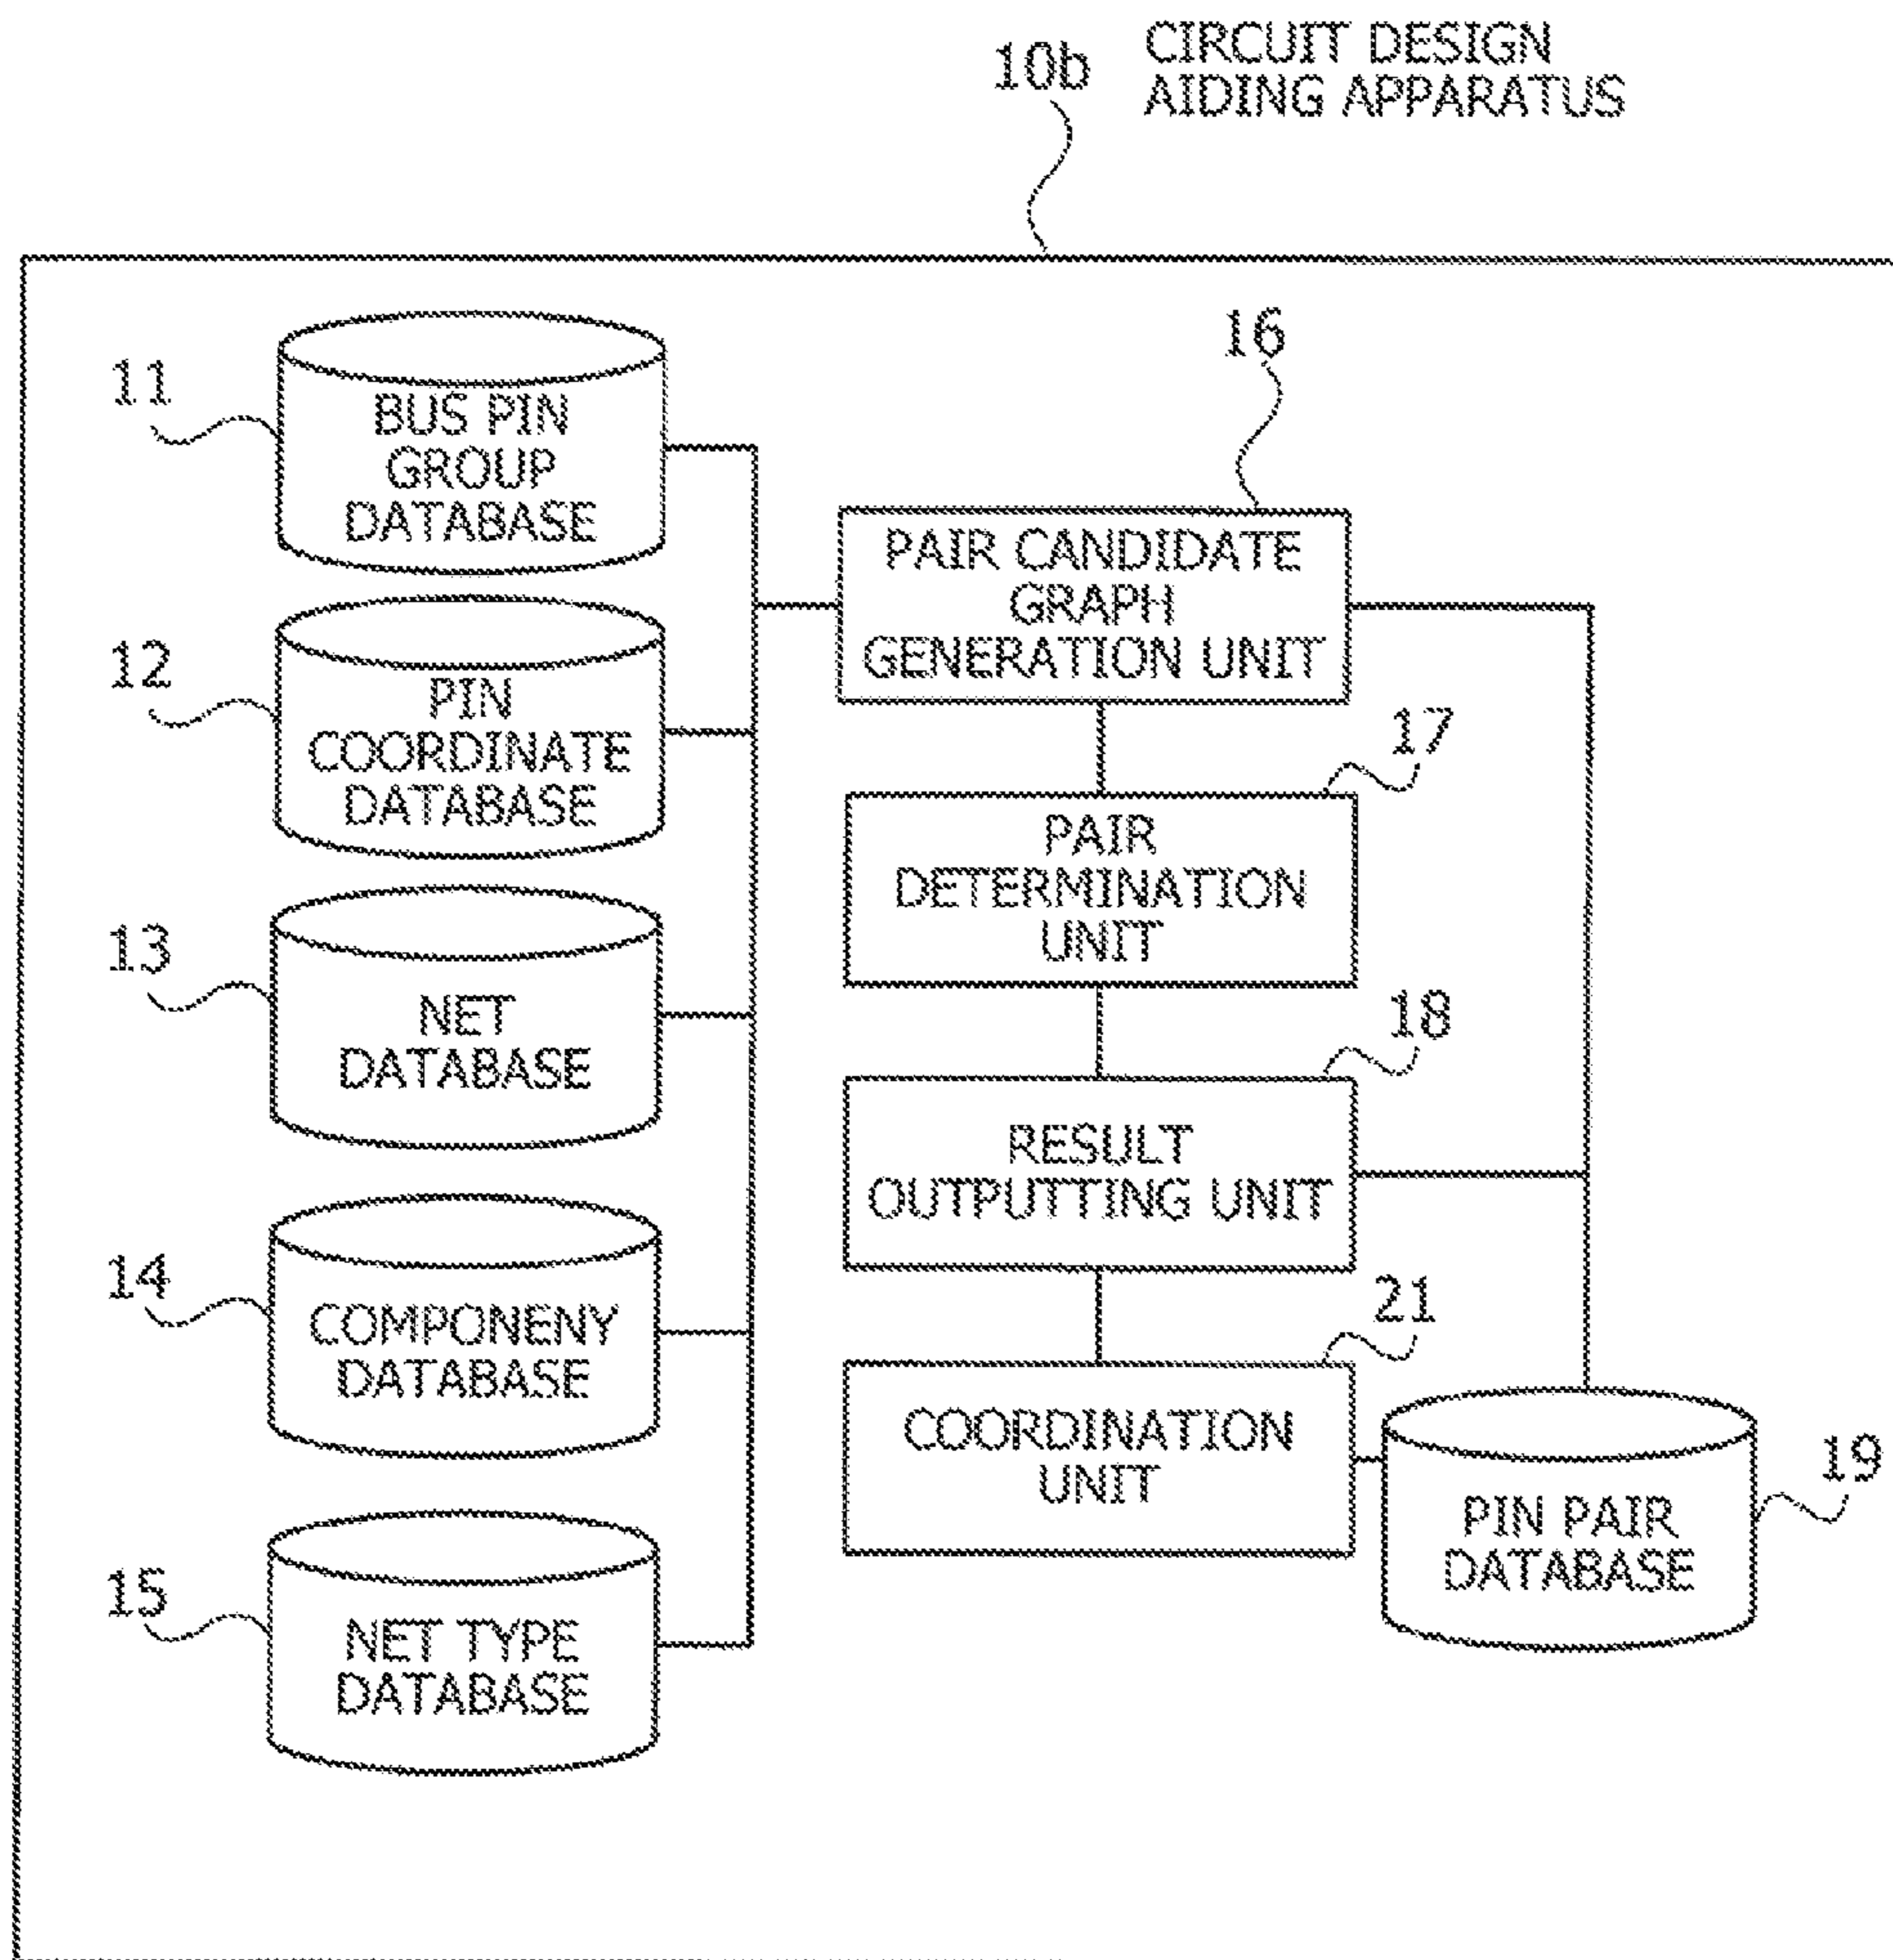 10b
CIRCUIT DESIGN
AIDING APPARATUS
11
BUS PIN
GROUP
DATABASE
12
PIN
COORDINATE
DATABASE
13
NET
DATABASE
14
COMPONENY
DATABASE
15
NET TYPE
DATABASE
16
PAIR CANDIDATE
GRAPH
GENERATION UNIT
17
PAIR
DETERMINATION
UNIT
18
RESULT
OUTPUTTING UNIT
21
COORDINATION
UNIT
19
PIN PAIR
DATABASE